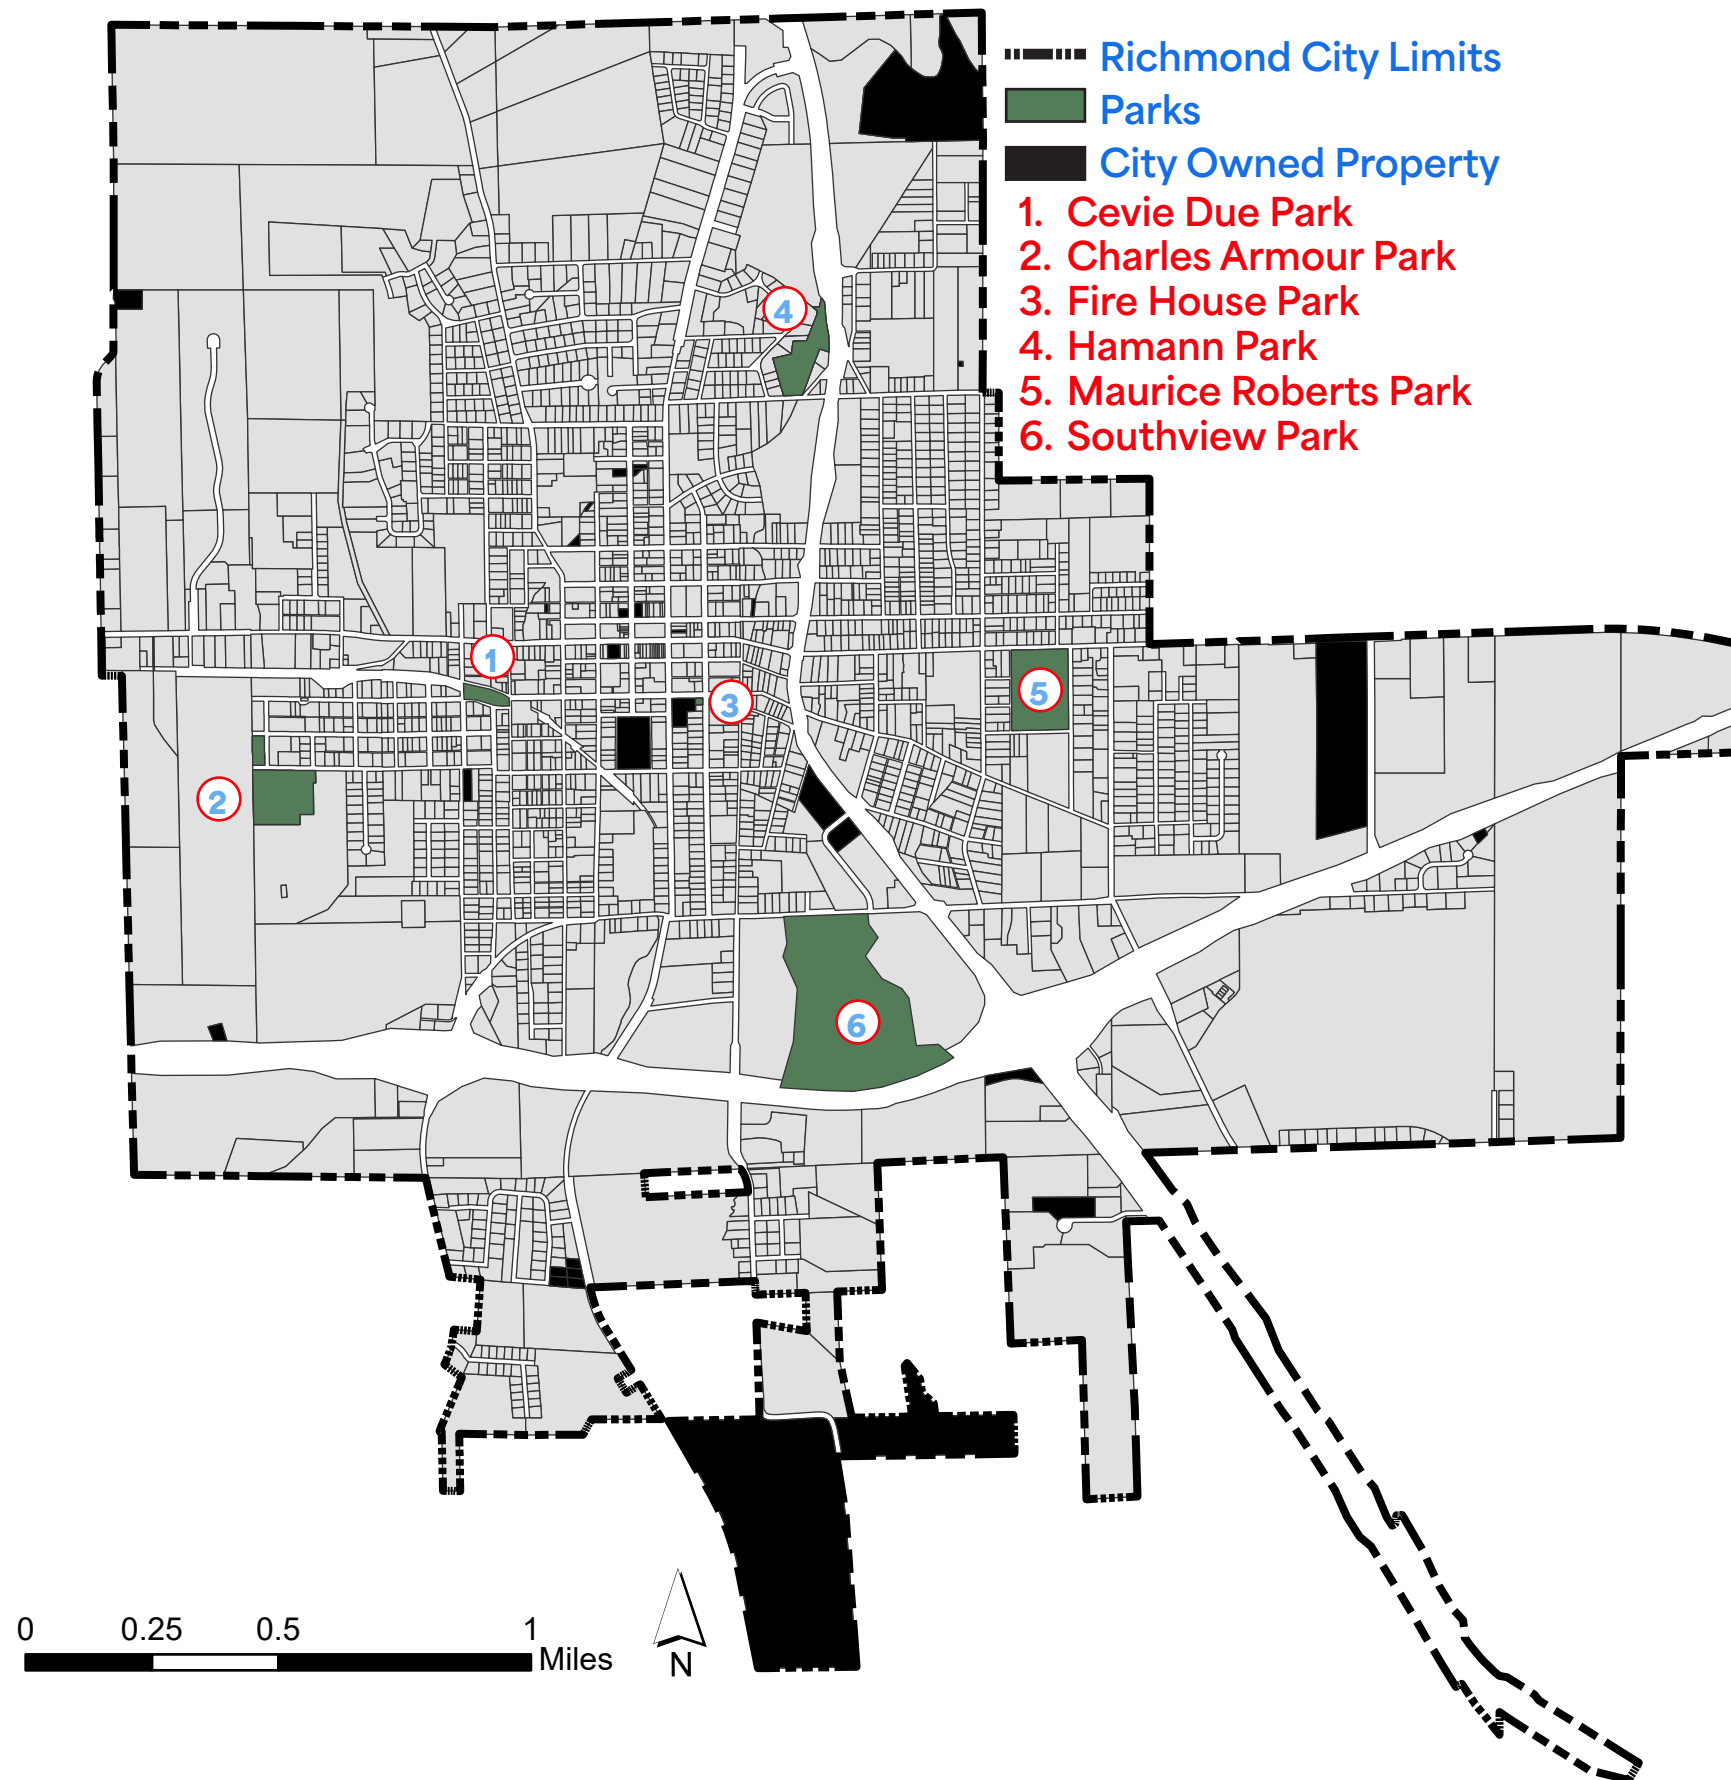 Richmond City Limits
Parks
City Owned Property
1. Cevie Due Park
2. Charles Armour Park
3. Fire House Park
4. Hamann Park
5. Maurice Roberts Park
6. Southview Park
4
1
3
5
2
6
0 0.25 0.5 1
Miles
N